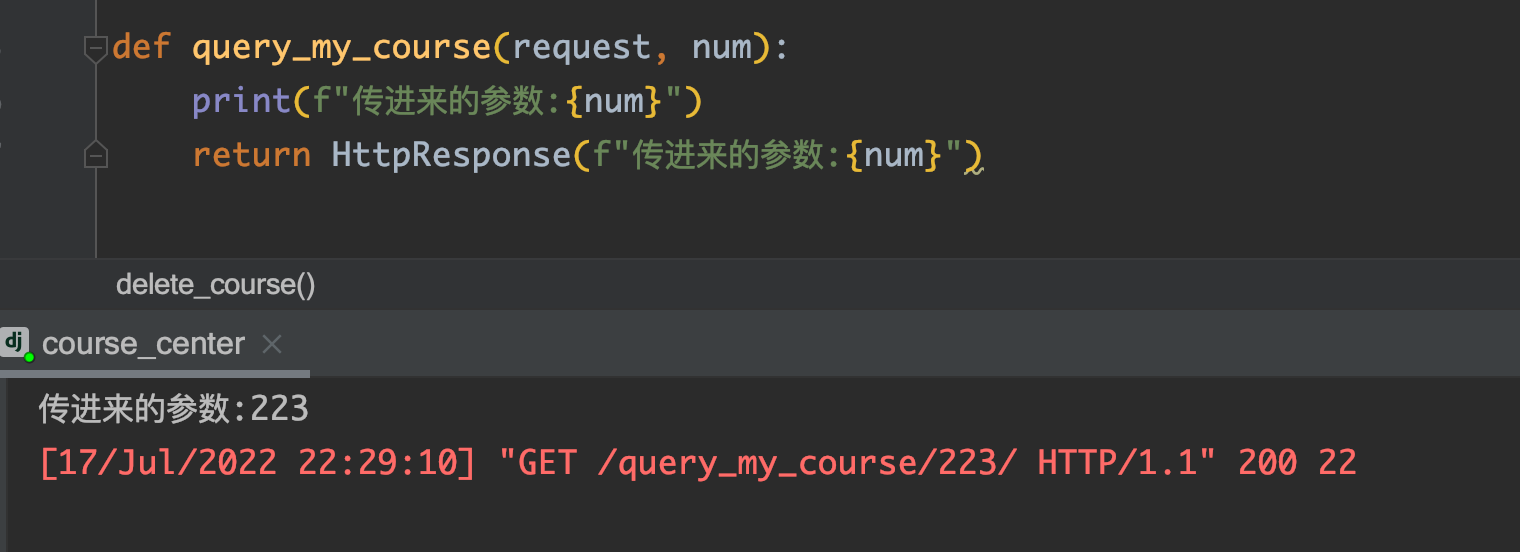 def query_my_course(request, num):
print(f"传进来的参数:{num}")
return HttpResponse(f"传进来的参数:{num}")
delete_course()
dj course_center
传进来的参数:223
[17/Jul/2022 22:29:10] "GET /query_my_course/223/ HTTP/1.1" 200 22